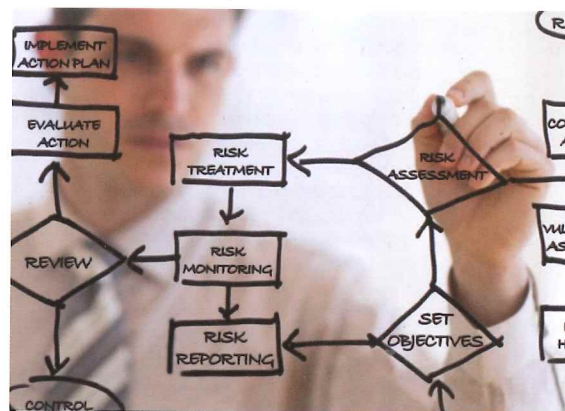 IMPLEMENT
ACTION PLAN
EVALUATE
ACTION
REVIEW
CONTROL
RISK
TREATMENT
RISK
MONITORING
RISK
REPORTING
RISK
ASSESSMENT
SET
OBJECTIVES